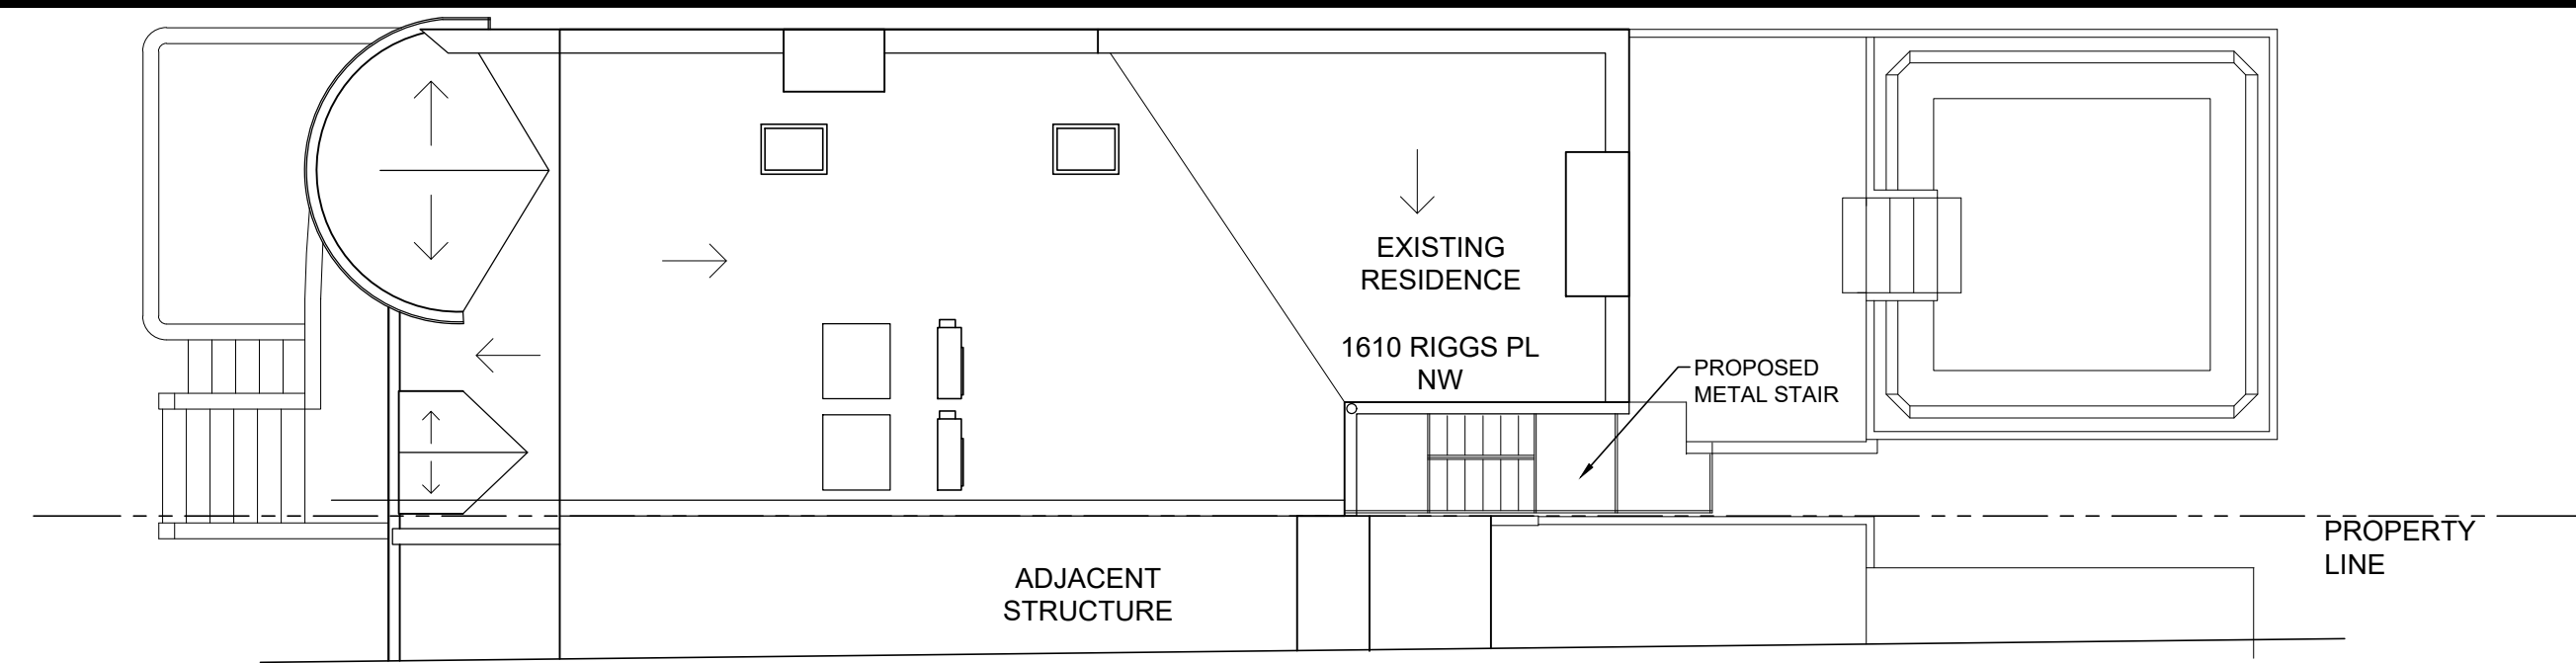 EXISTING
RESIDENCE
1610 RIGGS PL
NW
PROPOSED
METAL STAIR
PROPERTY
LINE
ADJACENT
STRUCTURE